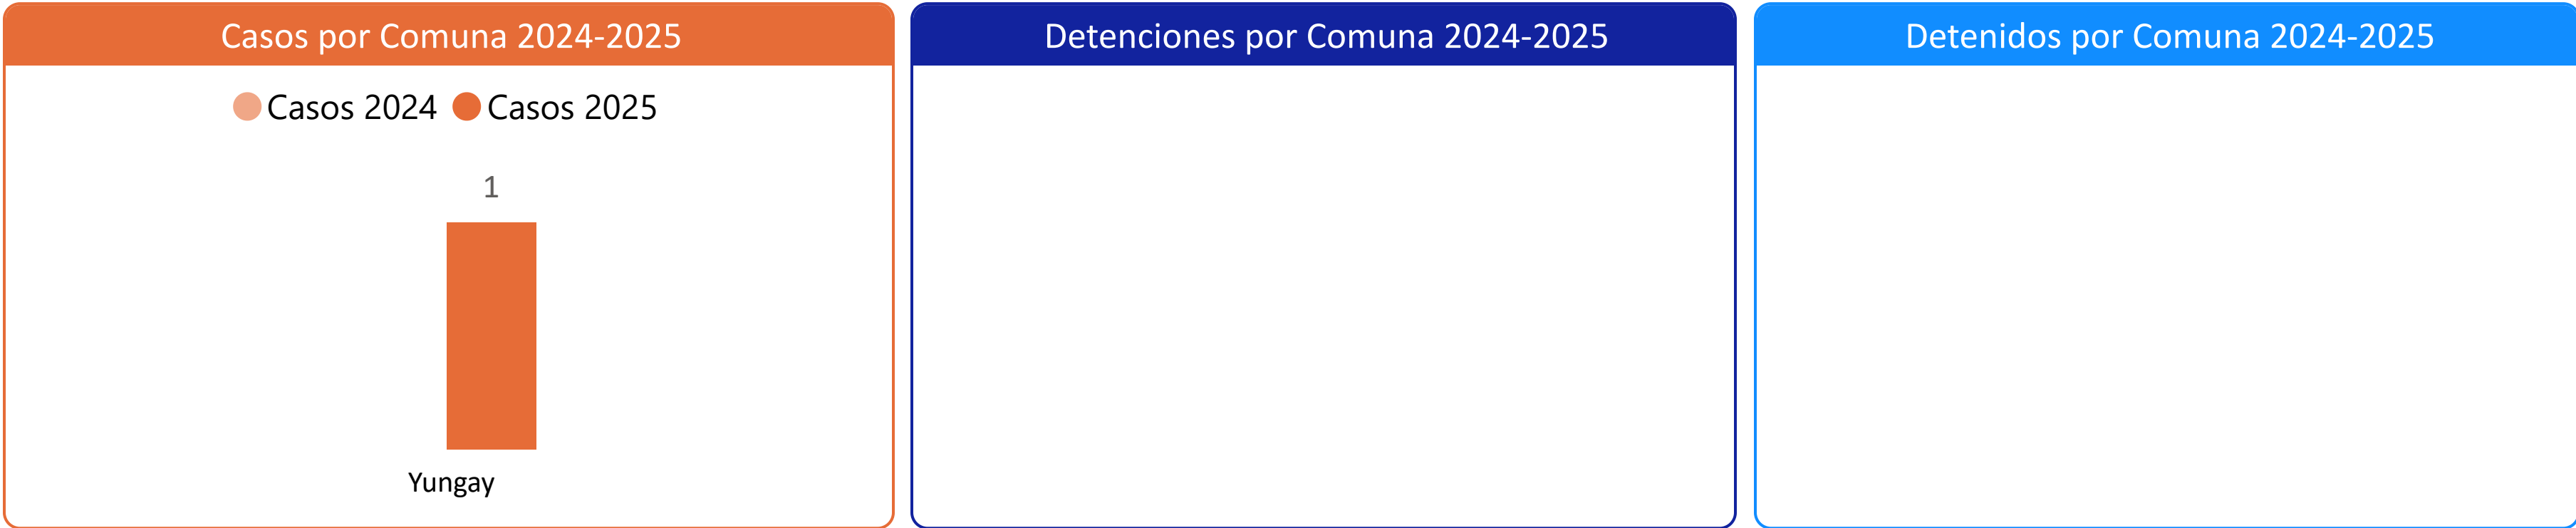 Casos por Comuna 2024-2025
Casos 2024 Casos 2025
1
Yungay
Detenciones por Comuna 2024-2025
Detenidos por Comuna 2024-2025